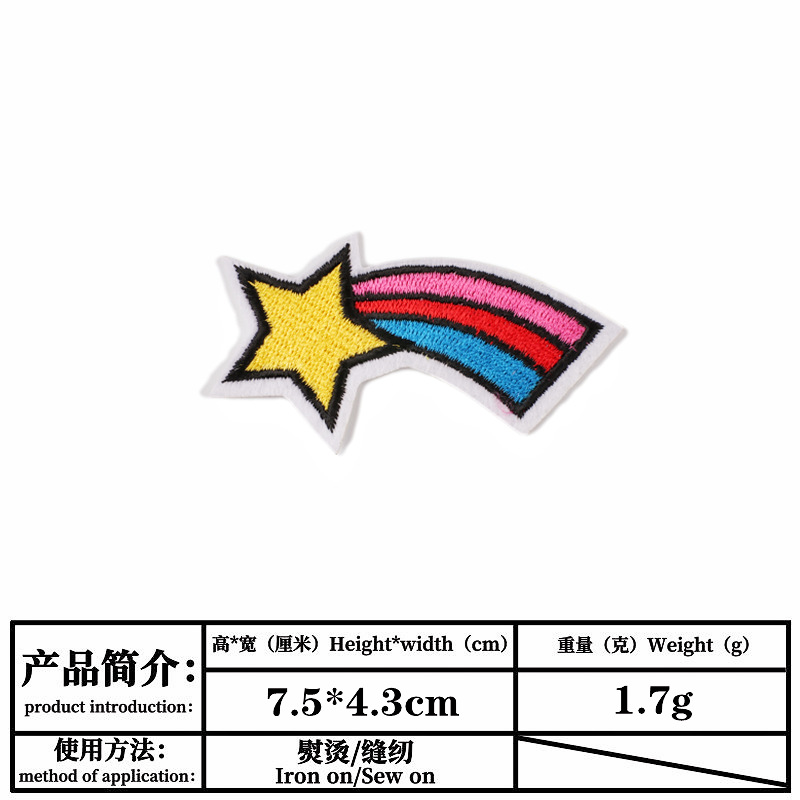 产品简介：
product introduction：
高*宽（厘米）Height*width（cm）
重量（克）Weight（g）
7.5*4.3cm
1.7g
使用方法：
method of application：
熨烫/缝纫
Iron on/Sew on